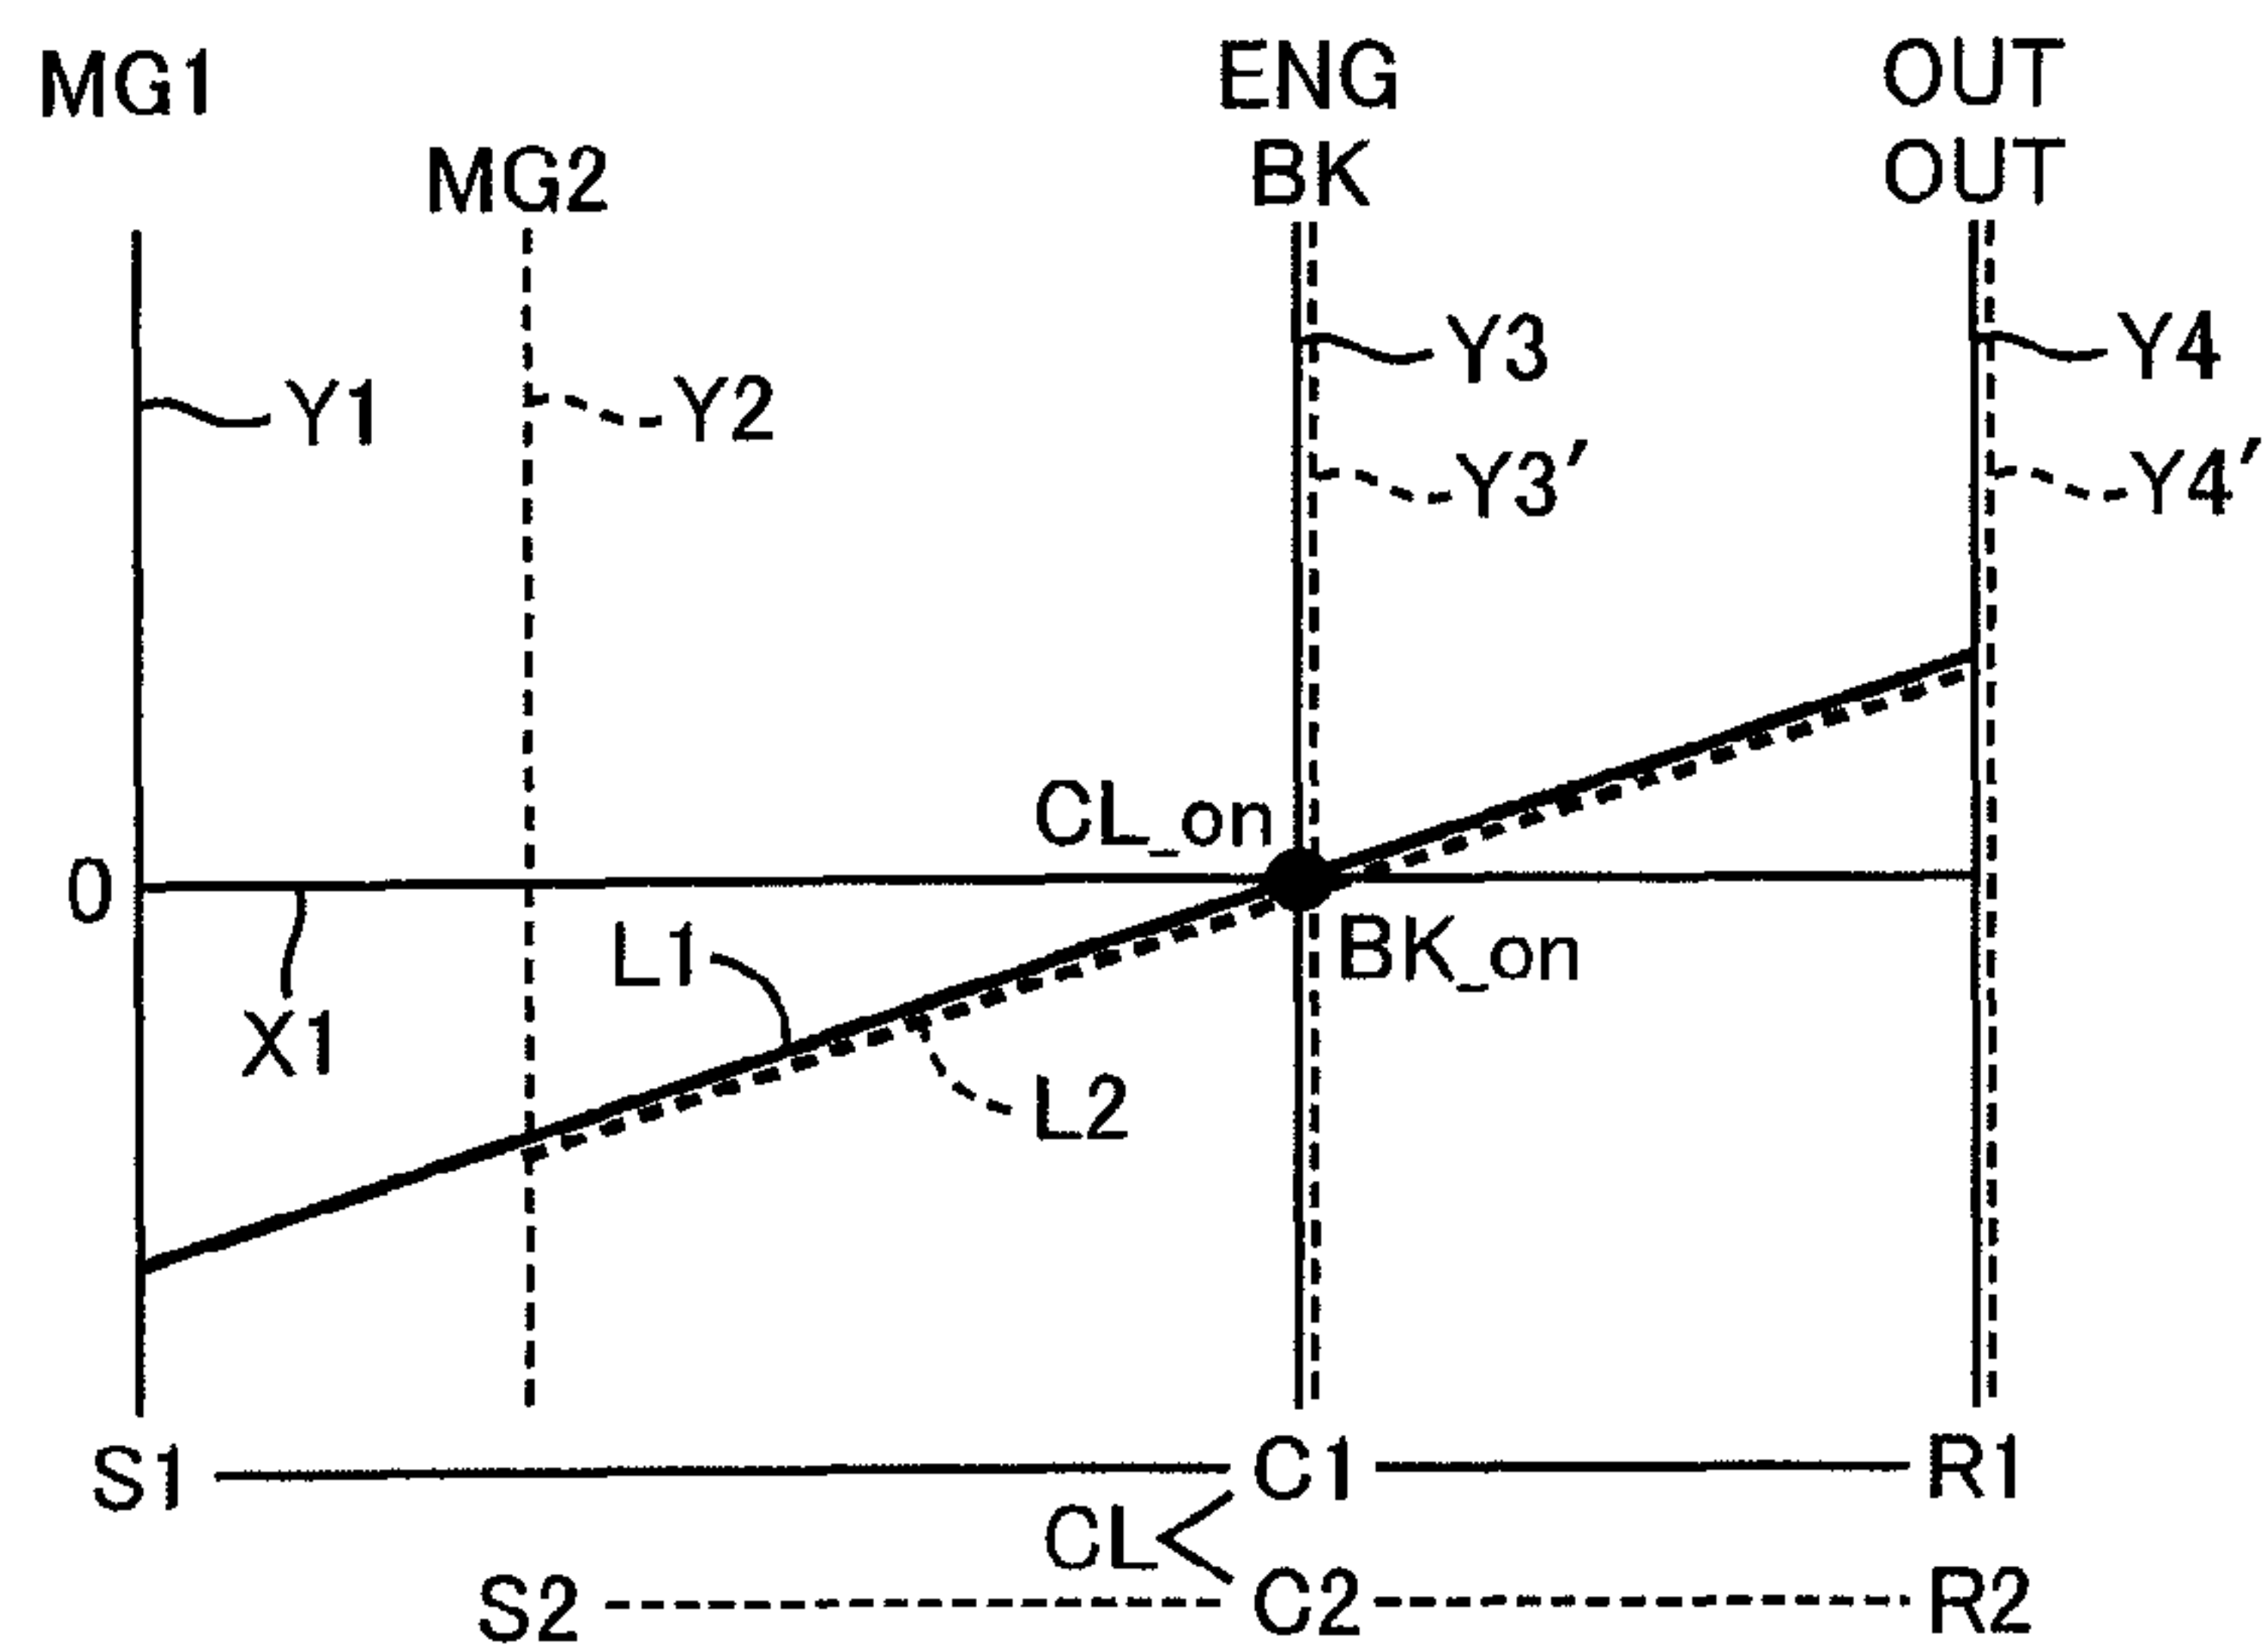 MG1
ENG
OUT
MG2
BK
OUT
Y1
Y2
Y3
Y4
Y3'
Y4'
CL_on
0
L1
BK_on
X1
L2
S1
C1
R1
CL
S2
C2
R2